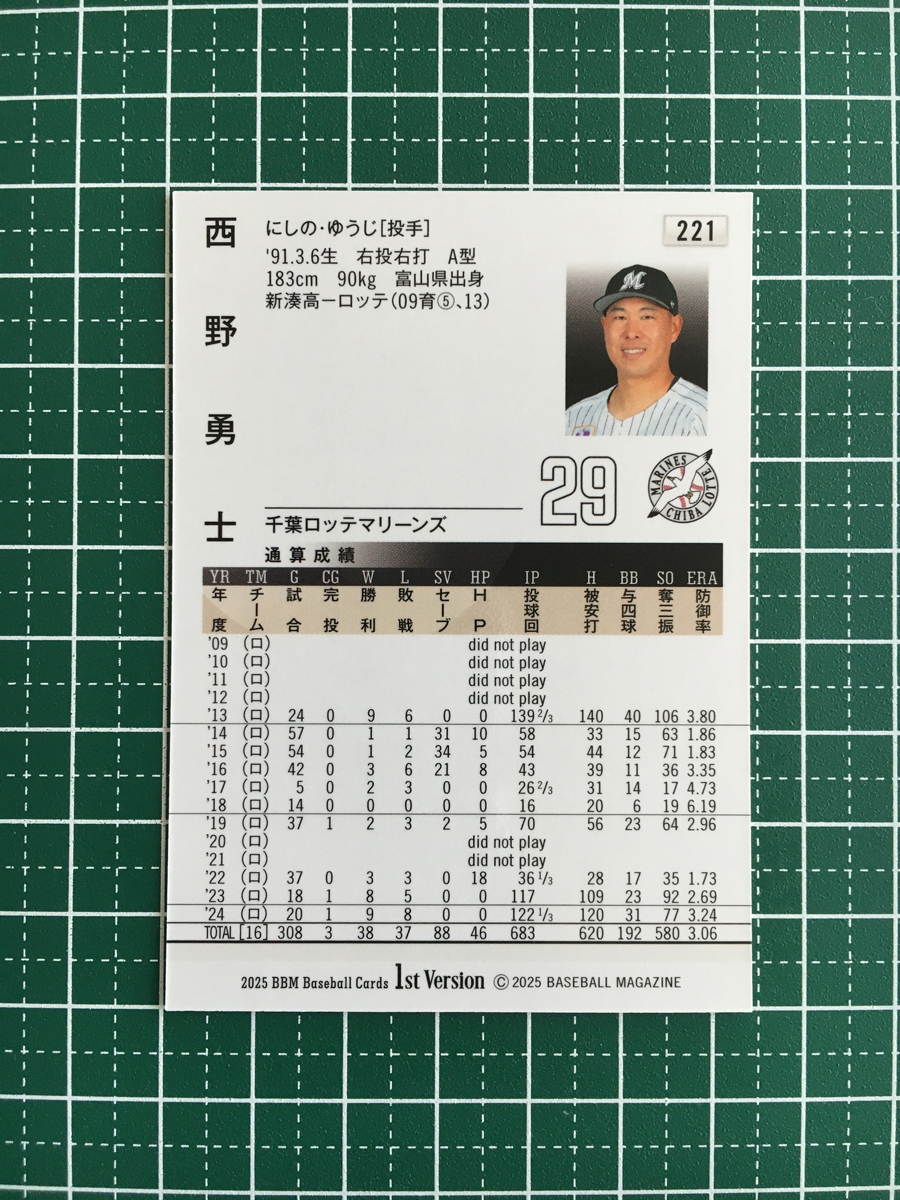 西野勇士
にしの・ゆうじ[投手]
'91.3.6生 右投右打 A型
183cm 90kg 富山県出身
新湊高ーロッテ(09育⑤、13)
221
M
29
MARINES
CHIBA LOTTE
千葉ロッテマリーンズ
通算成績
YR TM G CG W L SV HP IP H BB SO ERA
年度 チーム 試合 完投 勝利 敗戦 セーブ HP 投球回 被安打 与四球 奪三振 防御率
'09 (ロ) did not play
'10 (ロ) did not play
'11 (ロ) did not play
'12 (ロ) did not play
'13 (ロ) 24 0 9 6 0 0 139 2/3 140 40 106 3.80
'14 (ロ) 57 0 1 1 31 10 58 33 15 63 1.86
'15 (ロ) 54 0 1 2 34 5 54 44 12 71 1.83
'16 (ロ) 42 0 3 6 21 8 43 39 11 36 3.35
'17 (ロ) 5 0 2 3 0 0 26 2/3 31 14 17 4.73
'18 (ロ) 14 0 0 0 0 0 16 20 6 19 6.19
'19 (ロ) 37 1 2 3 2 5 70 56 23 64 2.96
'20 (ロ) did not play
'21 (ロ) did not play
'22 (ロ) 37 0 3 3 0 18 36 1/3 28 17 35 1.73
'23 (ロ) 18 1 8 5 0 0 117 109 23 92 2.69
'24 (ロ) 20 1 9 8 0 0 122 1/3 120 31 77 3.24
TOTAL [16] 308 3 38 37 88 46 683 620 192 580 3.06
2025 BBM Baseball Cards 1st Version © 2025 BASEBALL MAGAZINE